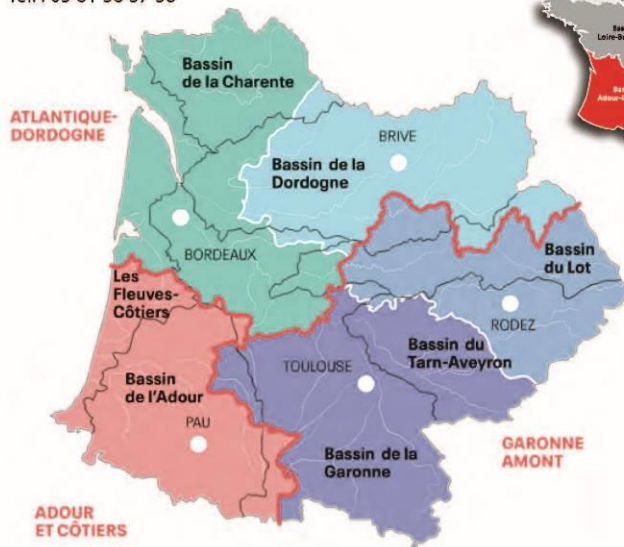 Bassin
de la Charente
ATLANTIQUE-
DORDOGNE
BRIVE
Bassin de la
Dordogne
BORDEAUX
Bassin
du Lot
Les
Fleuves-
Côtiers
RODEZ
Bassin du
Tarn-Aveyron
TOULOUSE
Bassin
de l'Adour
PAU
GARONNE
AMONT
Bassin de la
Garonne
ADOUR
ET CÔTIERS